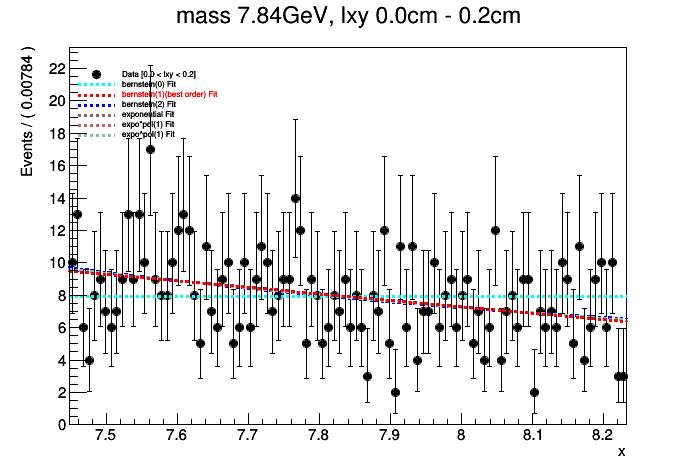 mass 7.84GeV, lxy 0.0cm - 0.2cm
Events / ( 0.00784 )
22
20
18
16
14
12
10
8
6
4
2
0
Data [0.0 < lxy < 0.2]
bernstein(0) Fit
bernstein(1)(best order) Fit
bernstein(2) Fit
exponential Fit
expo*pol(1) Fit
expo^pol(1) Fit
7.5 7.6 7.7 7.8 7.9 8 8.1 8.2
x